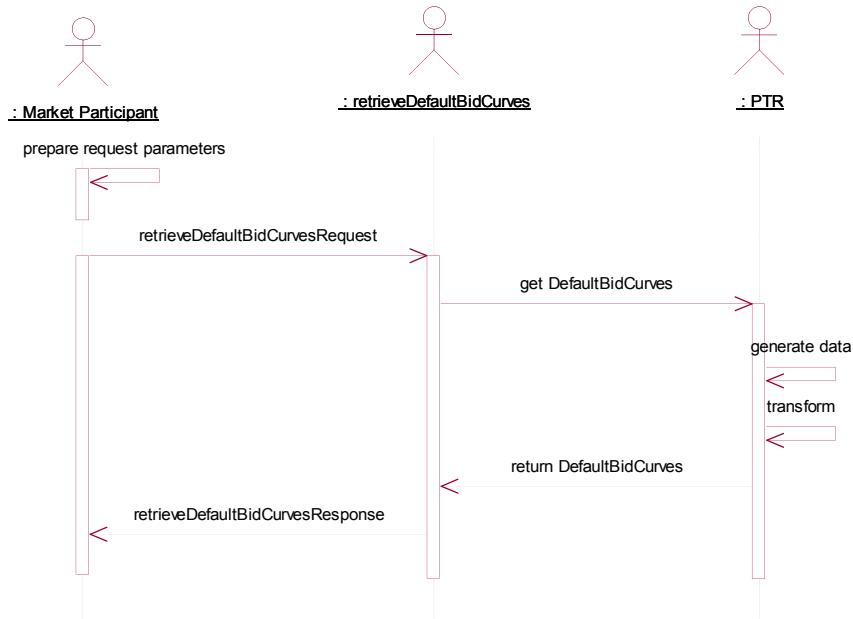 : Market Participant
: retrieveDefaultBidCurves
: PTR
prepare request parameters
retrieveDefaultBidCurvesRequest
get DefaultBidCurves
generate data
transform
return DefaultBidCurves
retrieveDefaultBidCurvesResponse